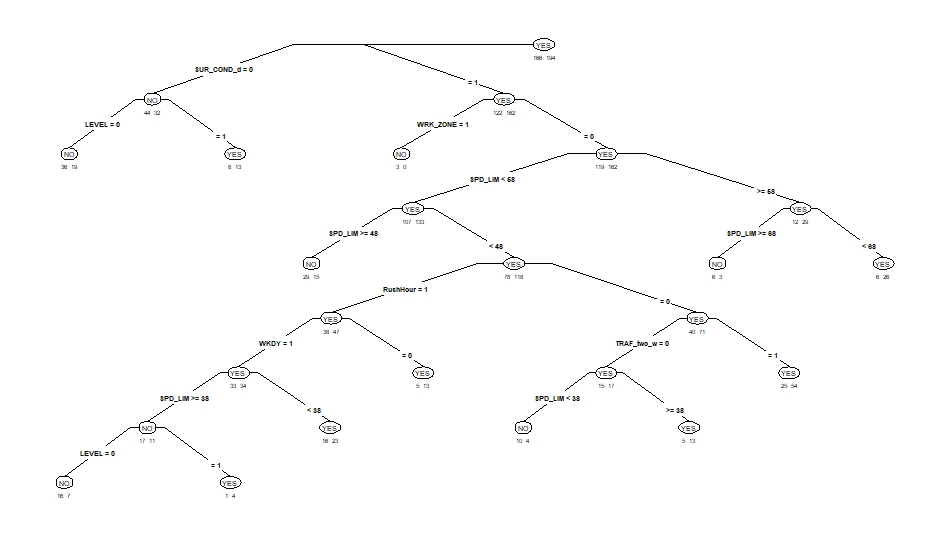 YES
166 194
SUR_COND_d = 0
= 1
NO
44 32
YES
122 162
LEVEL = 0
= 1
WRK_ZONE = 1
= 0
NO
36 19
YES
8 13
NO
3 0
YES
119 162
SPD_LIM < 58
>= 58
YES
107 133
YES
12 29
SPD_LIM >= 48
< 48
SPD_LIM >= 68
< 68
NO
29 15
YES
78 118
NO
6 3
YES
6 26
RushHour = 1
= 0
YES
38 47
YES
40 71
WKDY = 1
= 0
TRAF_two_w = 0
= 1
YES
33 34
YES
5 13
YES
15 17
YES
25 54
SPD_LIM >= 38
< 38
SPD_LIM < 38
>= 38
NO
17 11
YES
16 23
NO
10 4
YES
5 13
LEVEL = 0
= 1
NO
16 7
YES
1 4